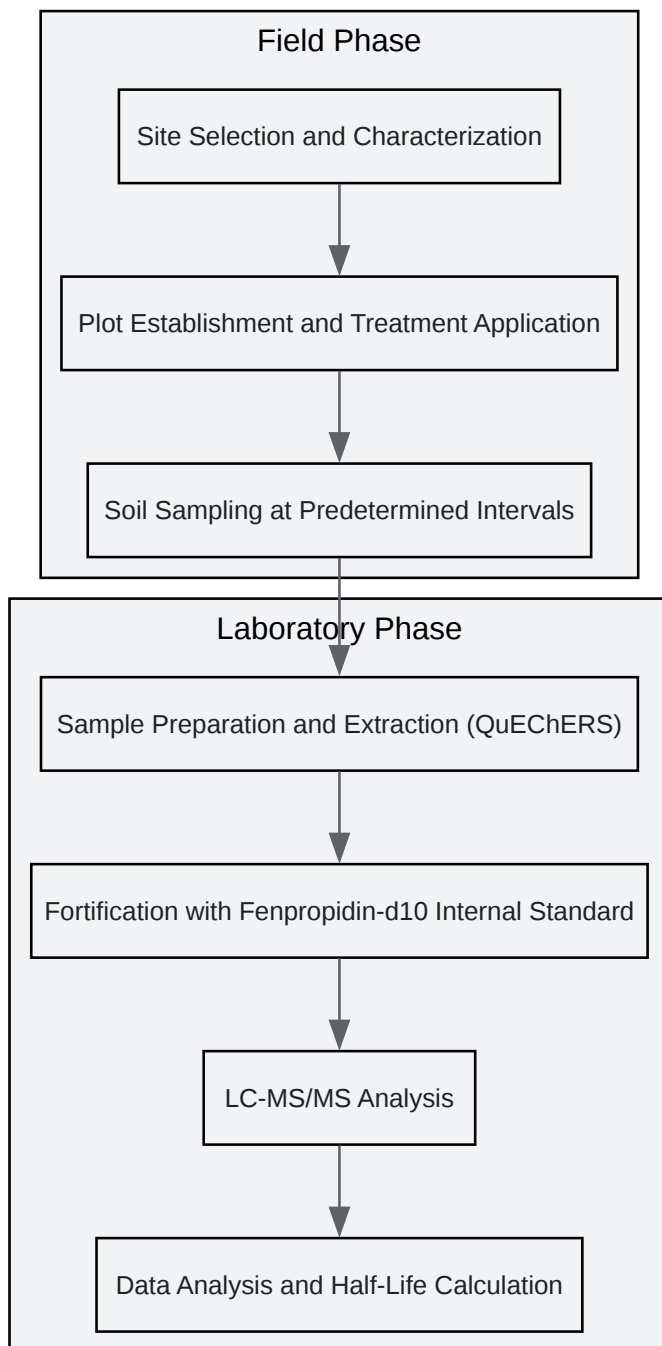 Field Phase
Site Selection and Characterization
Plot Establishment and Treatment Application
Soil Sampling at Predetermined Intervals
Laboratory Phase
Sample Preparation and Extraction (QuEChERS)
Fortification with Fenpropidin-d10 Internal Standard
LC-MS/MS Analysis
Data Analysis and Half-Life Calculation